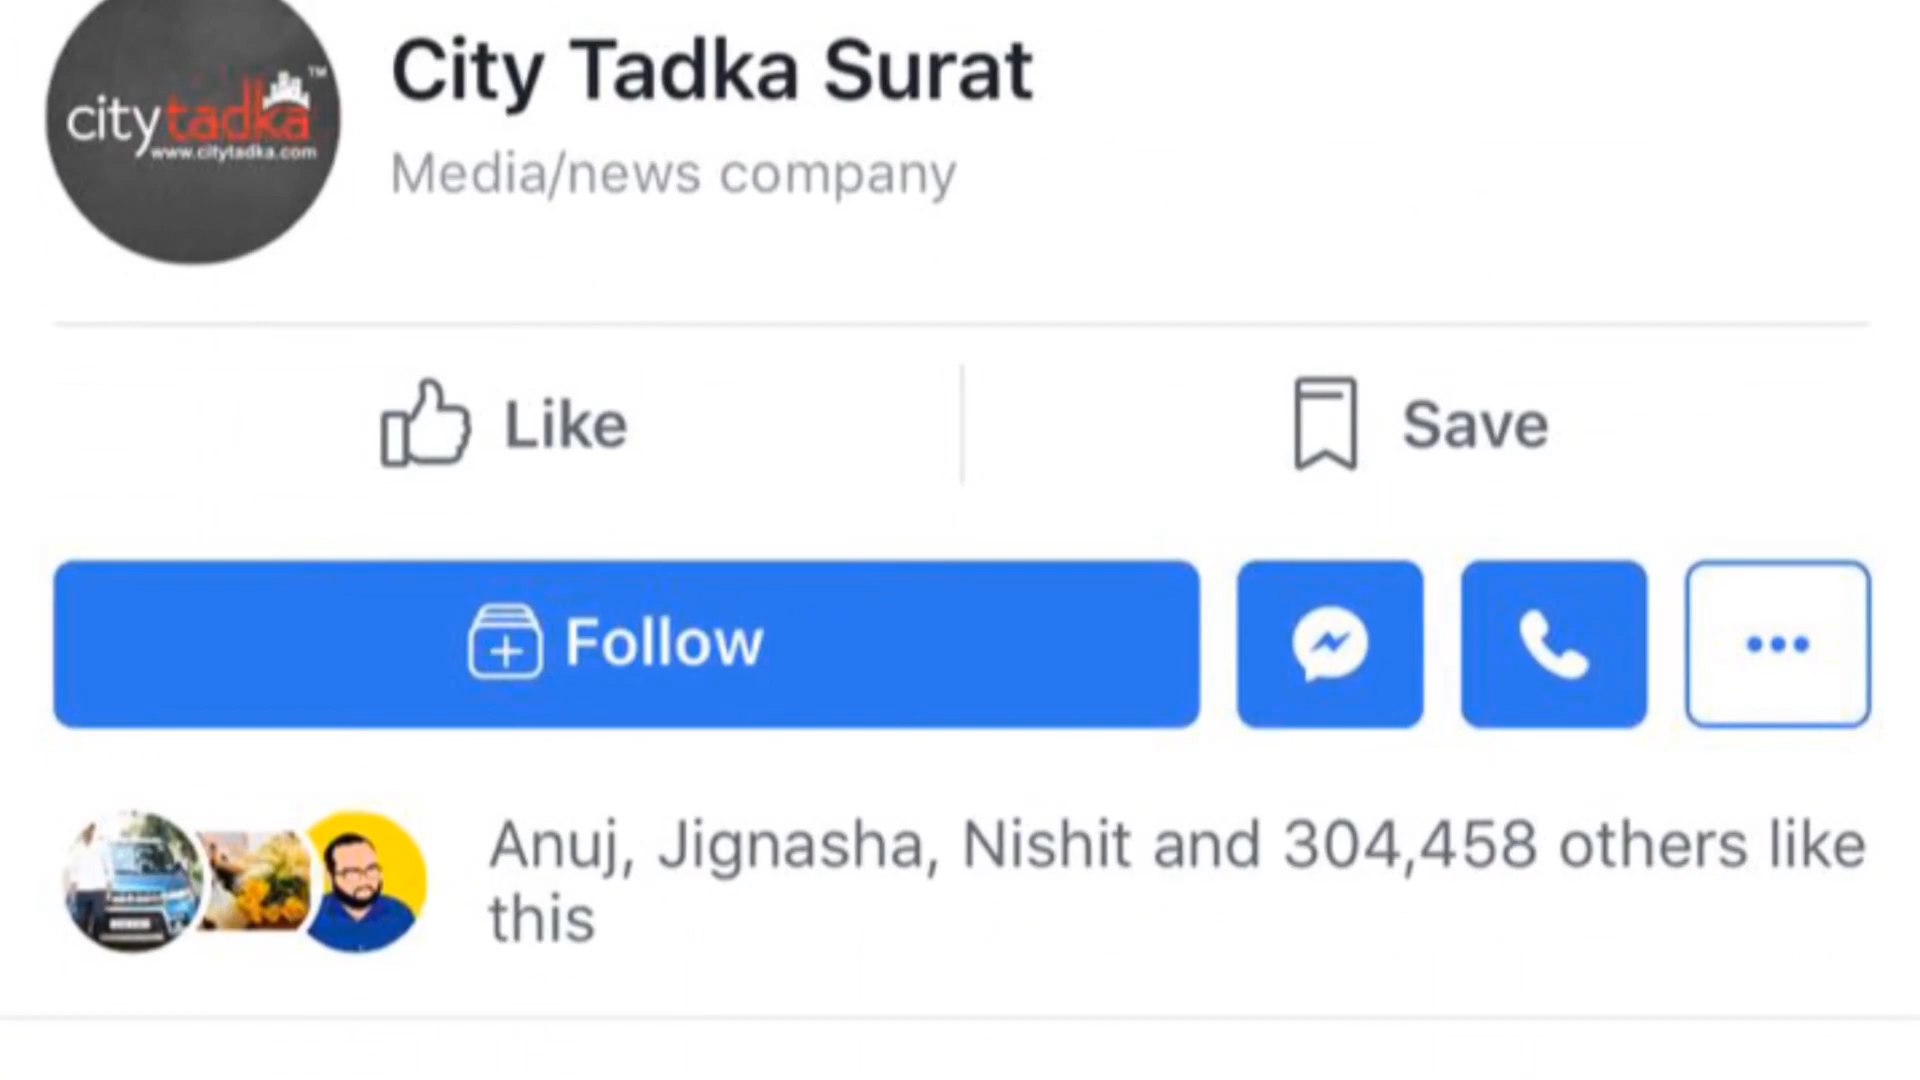 City Tadka Surat
citytadka™
www.citytadka.com
Media/news company
Like
Save
Follow
Anuj, Jignasha, Nishit and 304,458 others like
this